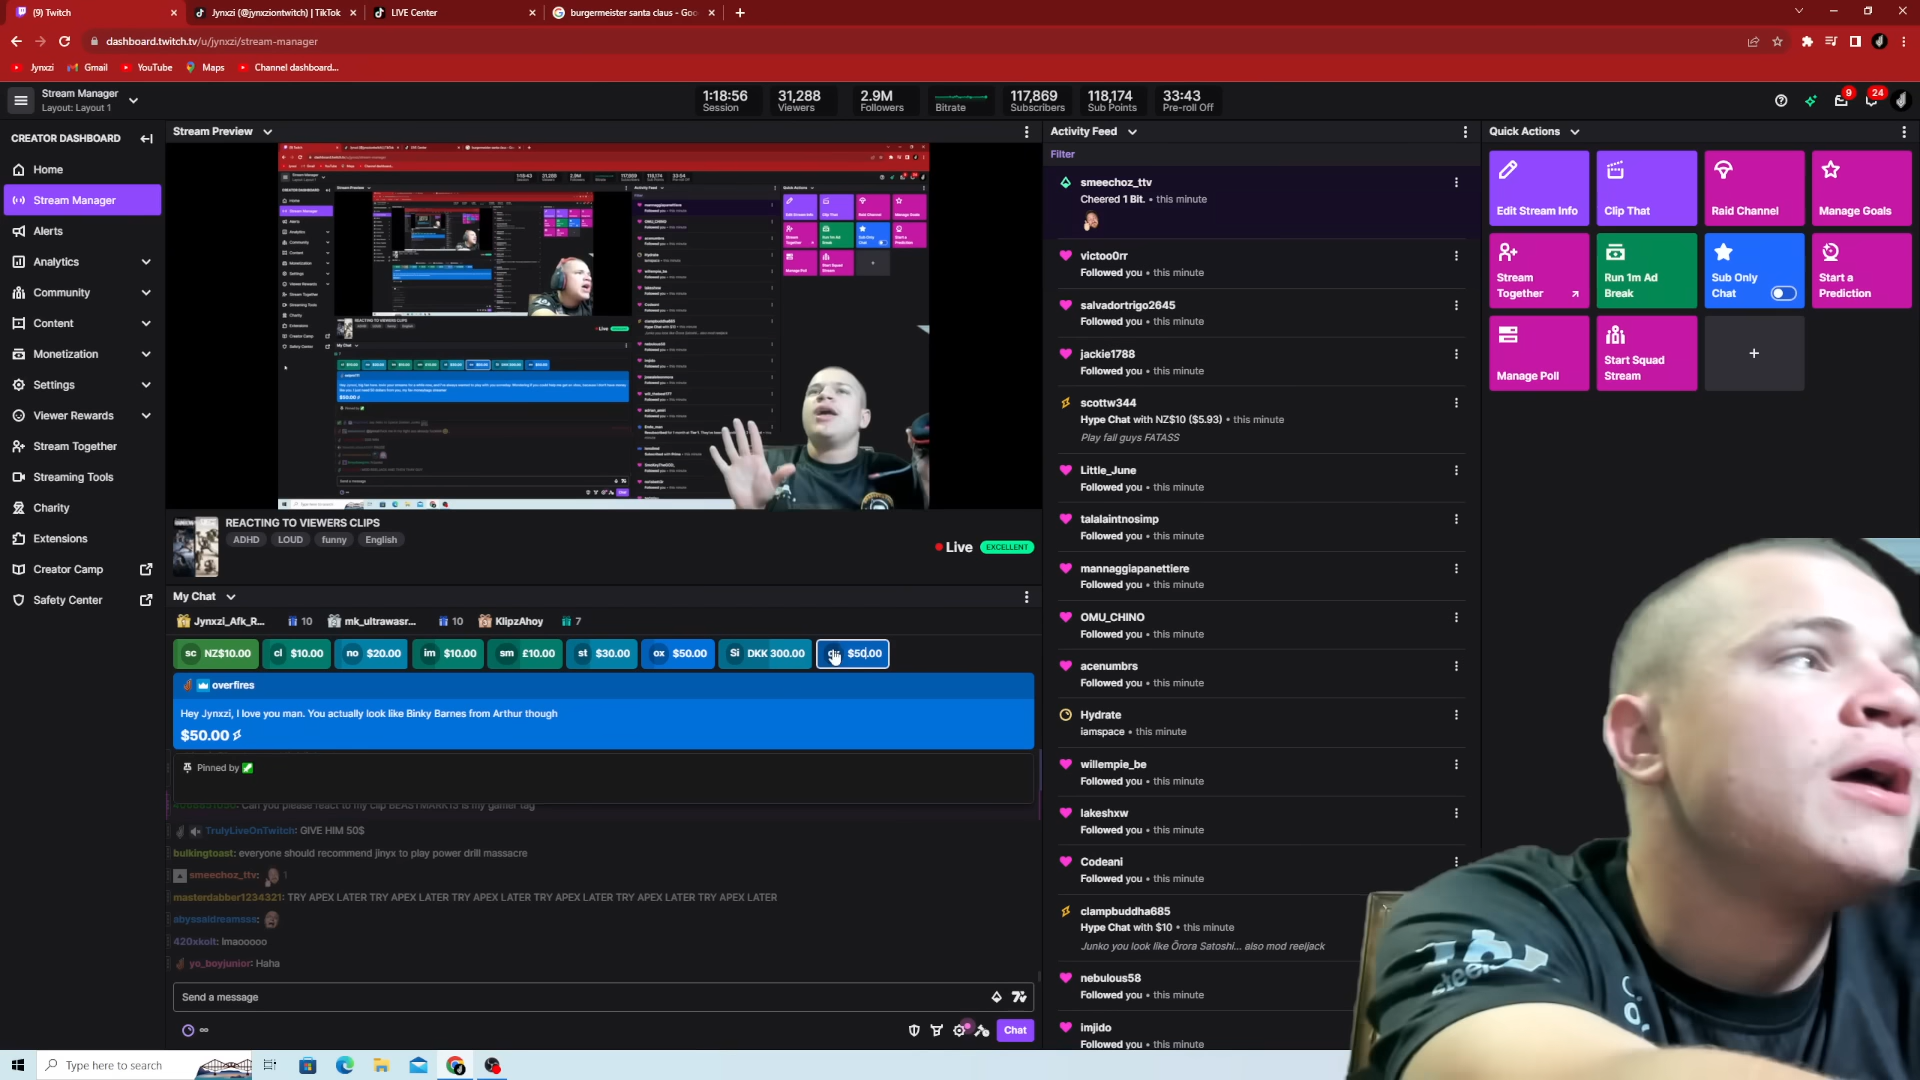 (9) Twitch
Jynxzi (@jynxziontwitch) | TikTok
LIVE Center
burgermeister santa claus - Goo
dashboard.twitch.tv/u/jynxzi/stream-manager
Jynxzi
Gmail
YouTube
Maps
Channel dashboard...
Stream Manager
Layout: Layout 1
1:18:56
Session
31,288
Viewers
2.9M
Followers
Bitrate
117,869
Subscribers
118,174
Sub Points
33:43
Pre-roll Off
9
24
CREATOR DASHBOARD
Home
Stream Manager
Alerts
Analytics
Community
Content
Monetization
Settings
Viewer Rewards
Stream Together
Streaming Tools
Charity
Extensions
Creator Camp
Safety Center
Stream Preview
REACTING TO VIEWERS CLIPS
ADHD
LOUD
funny
English
Live
EXCELLENT
My Chat
Jynxzi_Afk_R...
10
mk_ultrawasr...
10
KlipzAhoy
7
sc NZ$10.00
cl $10.00
no $20.00
im $10.00
sm £10.00
st $30.00
ox $50.00
Si DKK 300.00
$50.00
overfires
Hey Jynxzi, I love you man. You actually look like Binky Barnes from Arthur though
$50.00
Pinned by
Can you please react to my clip BEASTMARK13 is my gamer tag
TrulyLiveOnTwitch: GIVE HIM 50$
bulkingtoast: everyone should recommend jinyx to play power drill massacre
smeechoz_ttv: 1
masterdabber1234321: TRY APEX LATER TRY APEX LATER TRY APEX LATER TRY APEX LATER TRY APEX LATER TRY APEX LATER
abyssaldreamsss:
420xkolt: lmaooooo
yo_boyjunior: Haha
Send a message
Chat
Activity Feed
Filter
smeechoz_ttv
Cheered 1 Bit. • this minute
victoo0rr
Followed you • this minute
salvadortrigo2645
Followed you • this minute
jackie1788
Followed you • this minute
scottw344
Hype Chat with NZ$10 ($5.93) • this minute
Play fall guys FATASS
Little_June
Followed you • this minute
talalaintnosimp
Followed you • this minute
mannaggiapanettiere
Followed you • this minute
OMU_CHINO
Followed you • this minute
acenumbrs
Followed you • this minute
Hydrate
iamspace • this minute
willempie_be
Followed you • this minute
lakeshxw
Followed you • this minute
Codeani
Followed you • this minute
clampbuddha685
Hype Chat with $10 • this minute
Junko you look like Ōrora Satoshi... also mod reeljack
nebulous58
Followed you • this minute
imjido
Followed you • this minute
Quick Actions
Edit Stream Info
Clip That
Raid Channel
Manage Goals
Stream Together
Run 1m Ad Break
Sub Only Chat
Start a Prediction
Manage Poll
Start Squad Stream
Type here to search